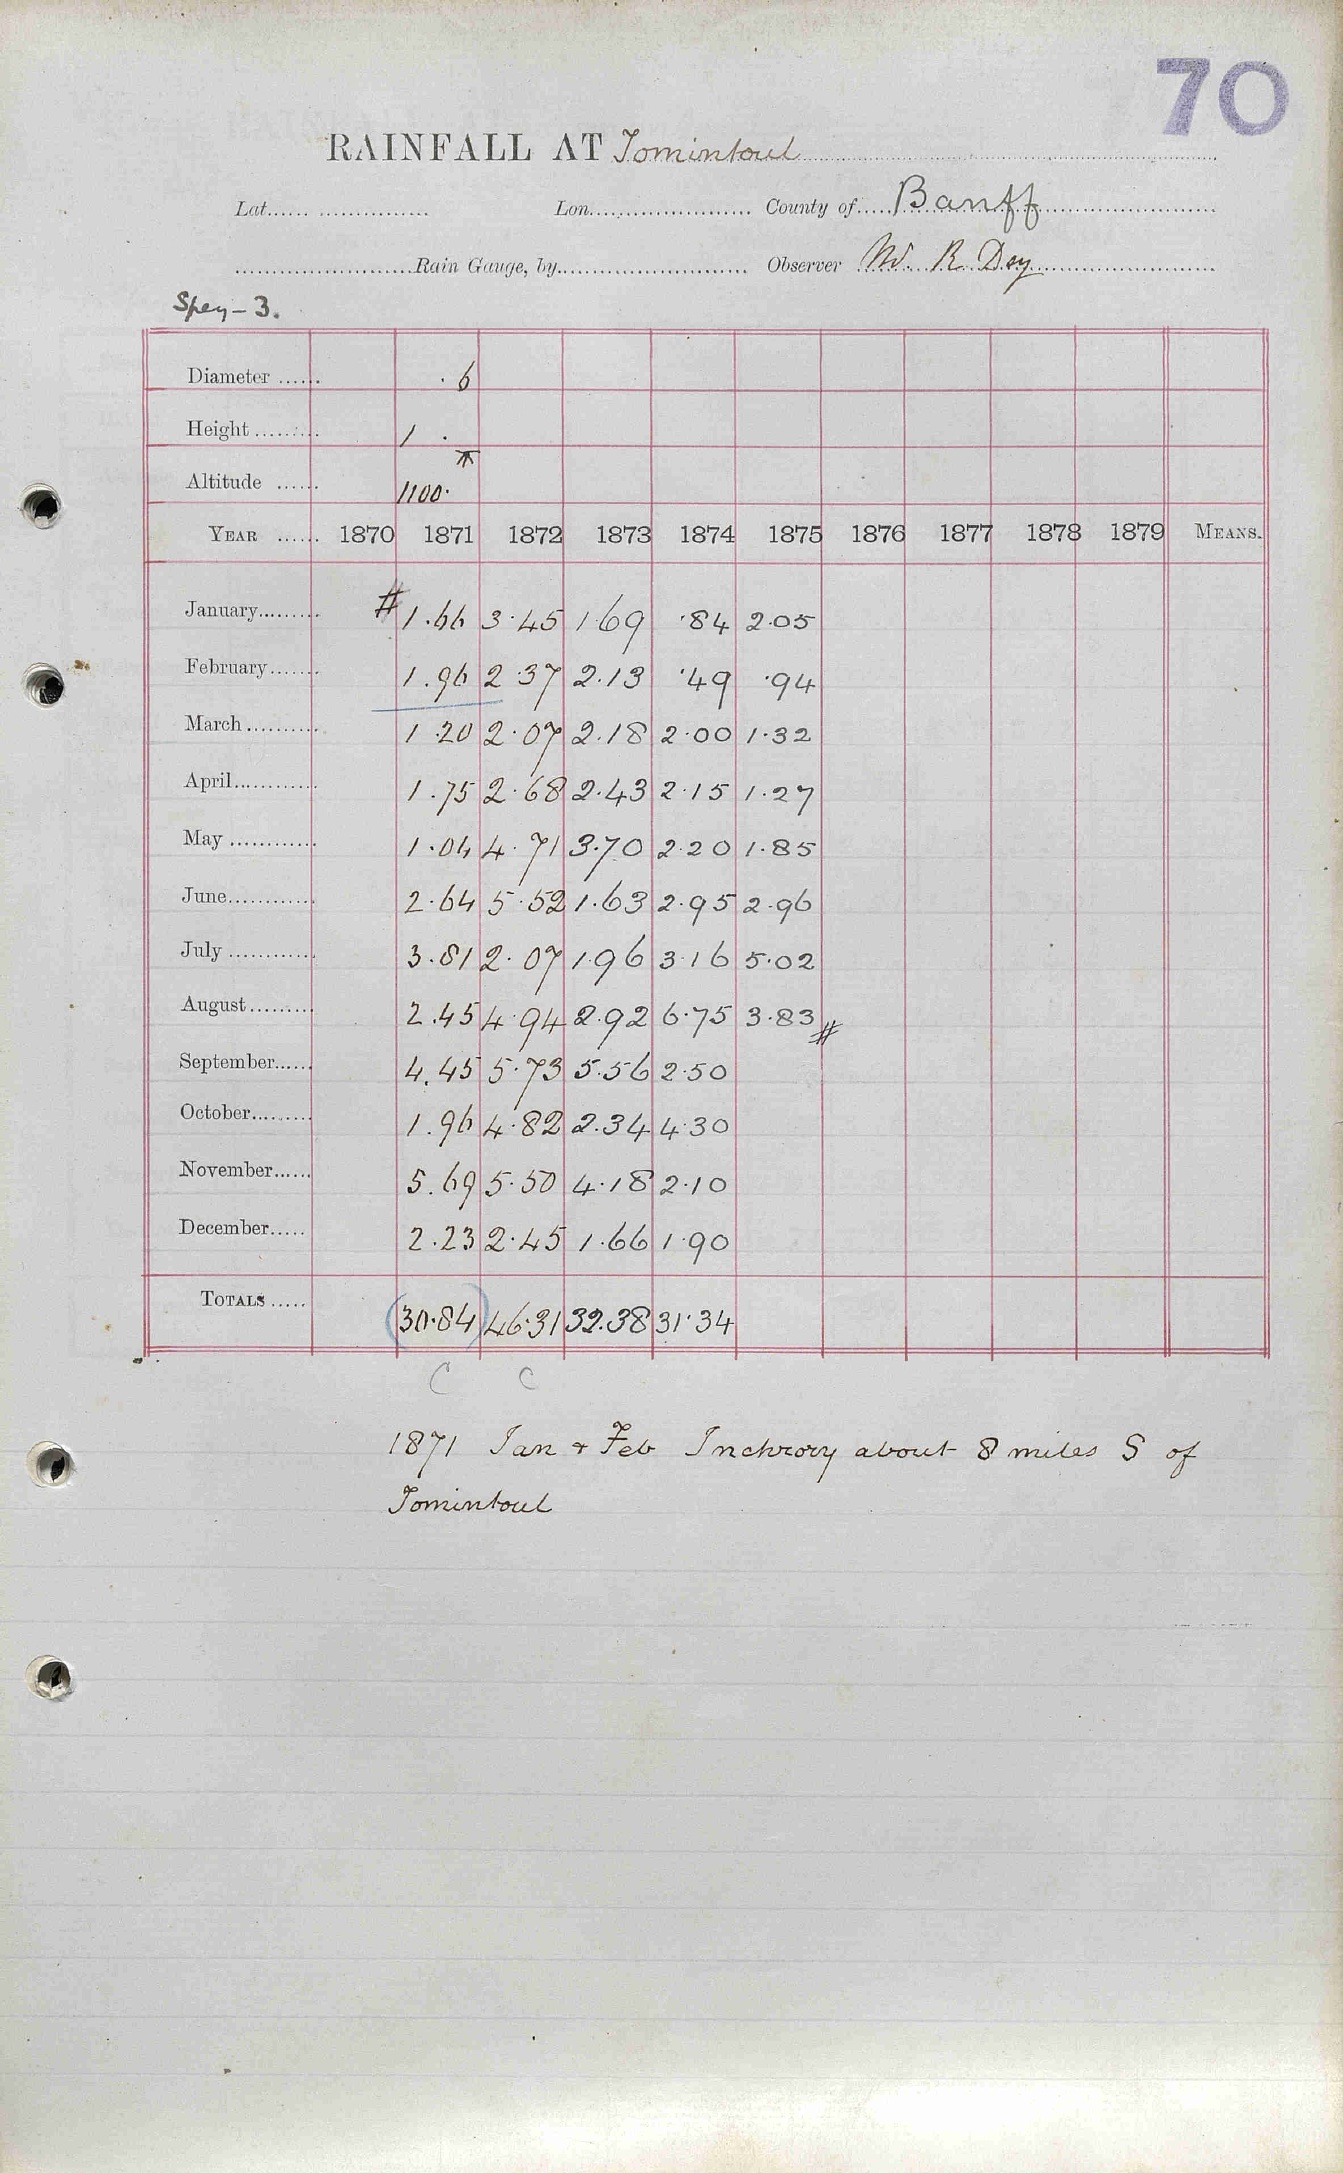 70
RAINFALL AT Tomintoul
Lat. Lon. County of Banff
Rain Gauge, by Observer W. R Dey
Spey - 3.
Diameter ...... · 6
Height ......... 1 ·
Altitude ...... 1100·
YEAR ...... 1870 1871 1872 1873 1874 1875 1876 1877 1878 1879 MEANS.
January ......... # 1.66 3.45 1.69 .84 2.05
February ....... 1.96 2.37 2.13 .49 .94
March .......... 1.20 2.07 2.18 2.00 1.32
April ............ 1.75 2.68 2.43 2.15 1.27
May ............ 1.04 4.71 3.70 2.20 1.85
June ............ 2.64 5.52 1.63 2.95 2.96
July ............ 3.81 2.07 1.96 3.16 5.02
August ......... 2.45 4.94 2.92 6.75 3.83 #
September ...... 4.45 5.73 5.56 2.50
October ......... 1.96 4.82 2.34 4.30
November ...... 5.69 5.50 4.18 2.10
December ..... 2.23 2.45 1.66 1.90
TOTALS ..... (30.84) 46.31 32.38 31.34
C C
1871 Jan + Feb Inchrory about 8 miles S of
Tomintoul